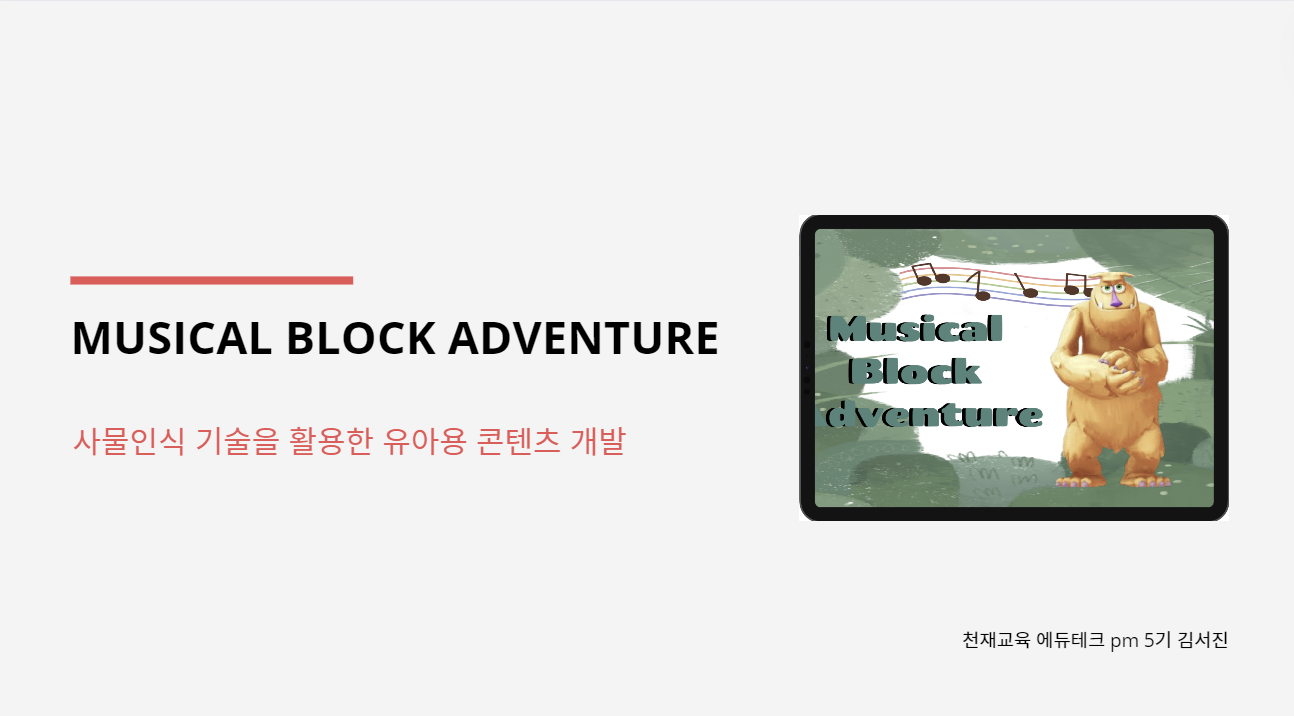 MUSICAL BLOCK ADVENTURE
사물인식 기술을 활용한 유아용 콘텐츠 개발
Musical
Block
dventure
천재교육 에듀테크 pm 5기 김서진